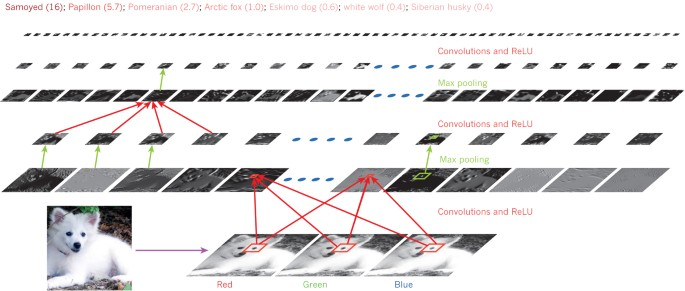 Samoyed (16); Papillon (5.7); Pomeranian (2.7); Arctic fox (1.0); Eskimo dog (0.6); white wolf (0.4); Siberian husky (0.4)
Convolutions and ReLU
Max pooling
Convolutions and ReLU
Max pooling
Convolutions and ReLU
Red Green Blue